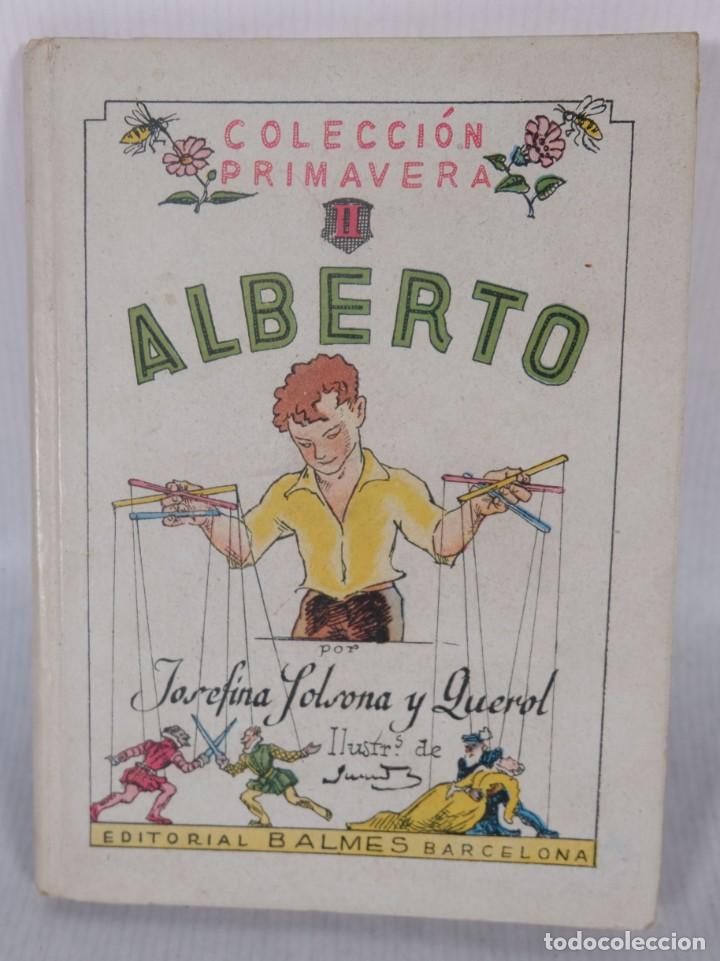 COLECCIÓN
PRIMAVERA
II
ALBERTO
por
Josefina Solsona y Querol
Ilustrs. de
EDITORIAL BALMES BARCELONA
todocoleccion